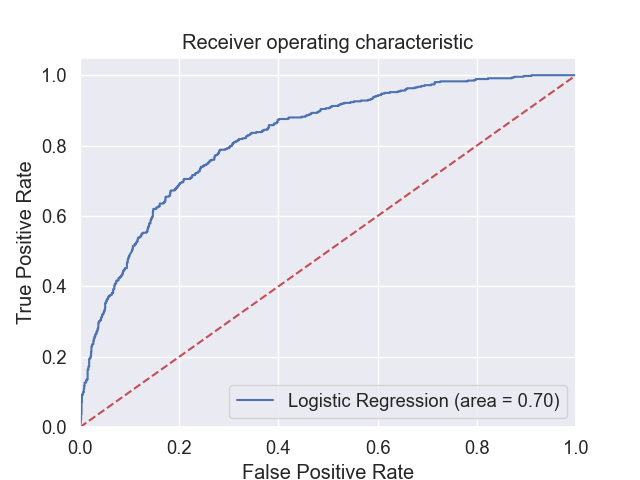 Receiver operating characteristic
True Positive Rate
1.0
0.8
0.6
0.4
0.2
0.0
Logistic Regression (area = 0.70)
0.0 0.2 0.4 0.6 0.8 1.0
False Positive Rate